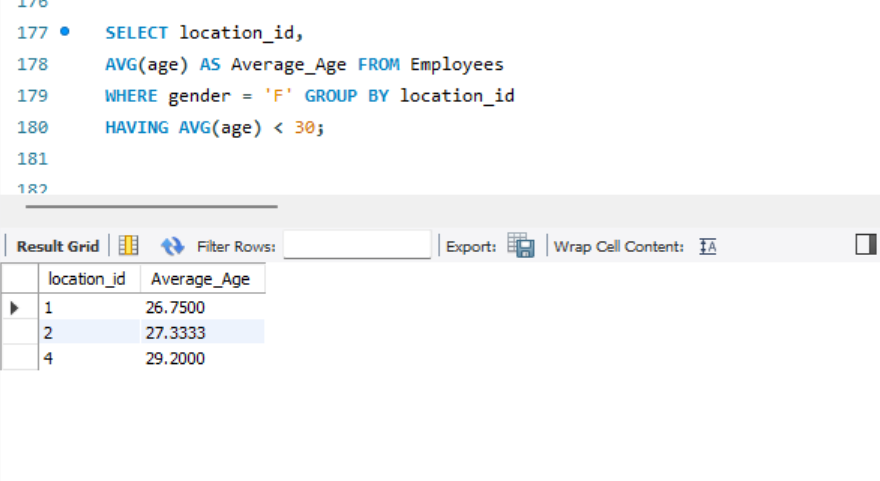 176
177 SELECT location_id,
178 AVG(age) AS Average_Age FROM Employees
179 WHERE gender = 'F' GROUP BY location_id
180 HAVING AVG(age) < 30;
181
182
Result Grid Filter Rows: Export: Wrap Cell Content: IA
location_id Average_Age
1 26.7500
2 27.3333
4 29.2000